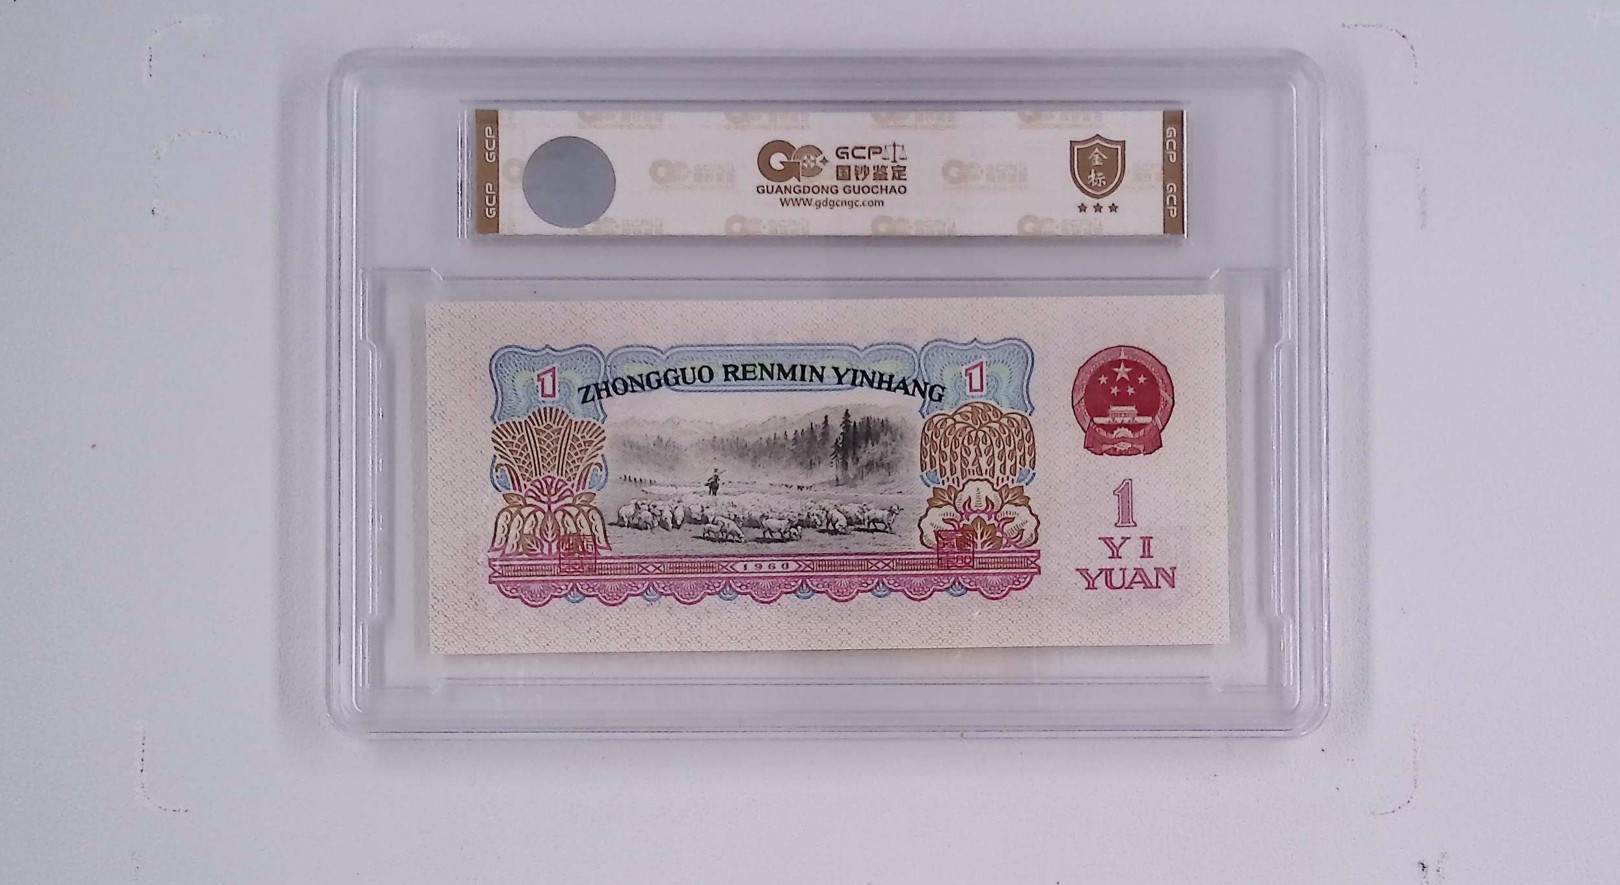 GCP
GCP
GCP
国钞鉴定
GUANGDONG GUOCHAO
WWW.gdgcngc.com
金标
GCP
GCP
1
ZHONGGUO RENMIN YINHANG
1
1960
1
YI
YUAN